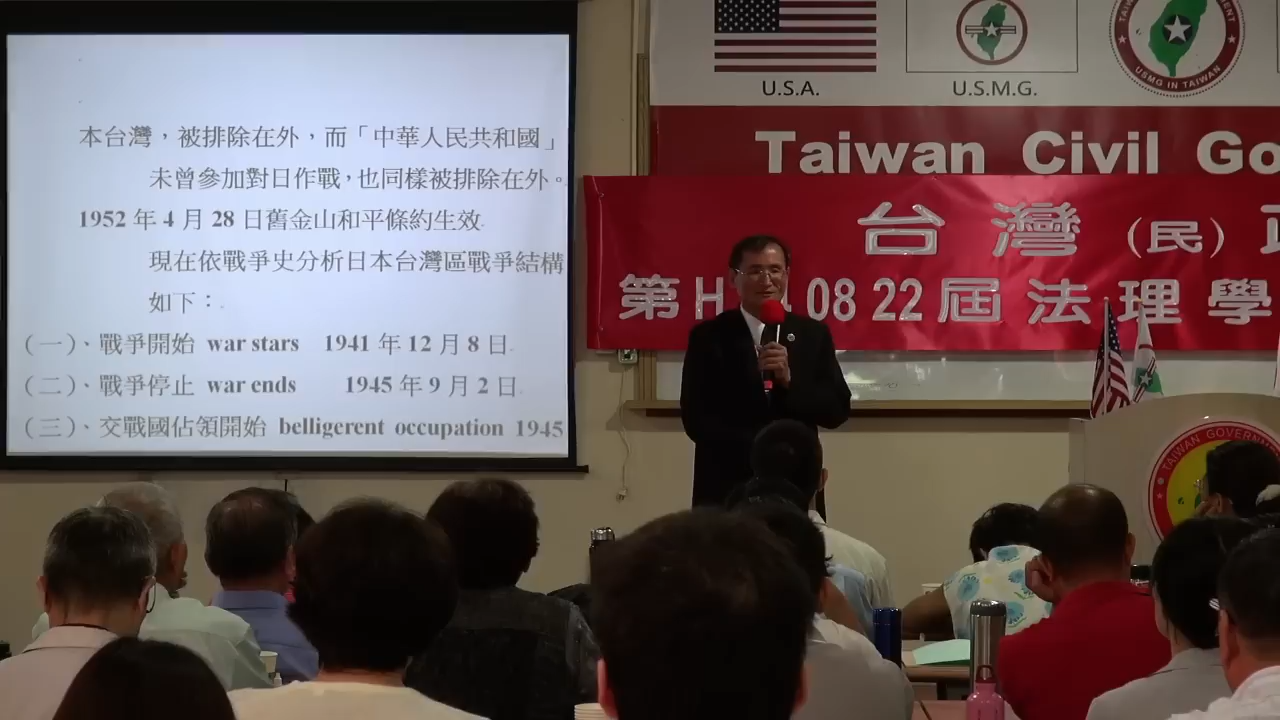 本台灣，被排除在外，而「中華人民共和國」
未曾參加對日作戰，也同樣被排除在外。
1952 年 4 月 28 日舊金山和平條約生效
現在依戰爭史分析日本台灣區戰爭結構
如下：
（一）、戰爭開始 war stars 1941 年 12 月 8 日
（二）、戰爭停止 war ends 1945 年 9 月 2 日
（三）、交戰國佔領開始 belligerent occupation 1945
U.S.A.
U.S.M.G.
USMG IN TAIWAN
Taiwan Civil Go
台灣（民）
第H 08 22屆法理學
TAIWAN GOVERNM